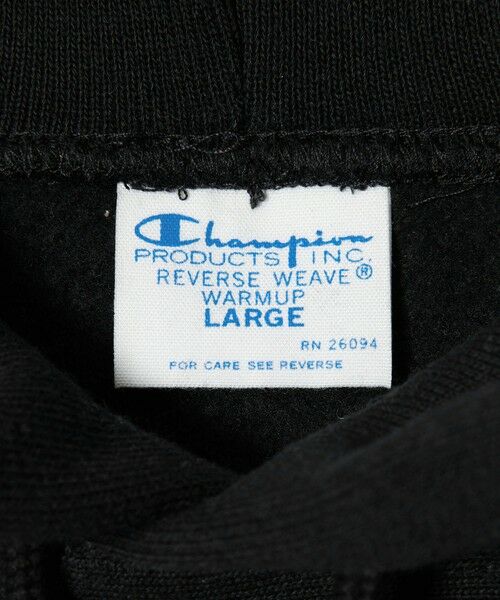 Champion
PRODUCTS INC.
REVERSE WEAVE®
WARMUP
LARGE
RN 26094
FOR CARE SEE REVERSE